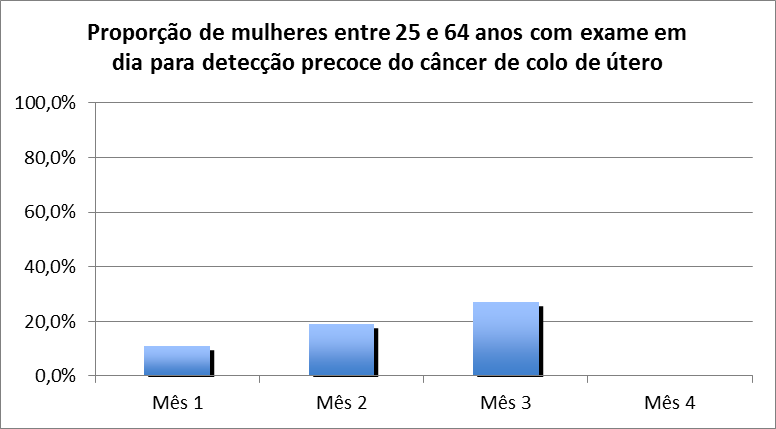 Proporção de mulheres entre 25 e 64 anos com exame em
dia para detecção precoce do câncer de colo de útero
100,0%
80,0%
60,0%
40,0%
20,0%
0,0%
Mês 1 Mês 2 Mês 3 Mês 4